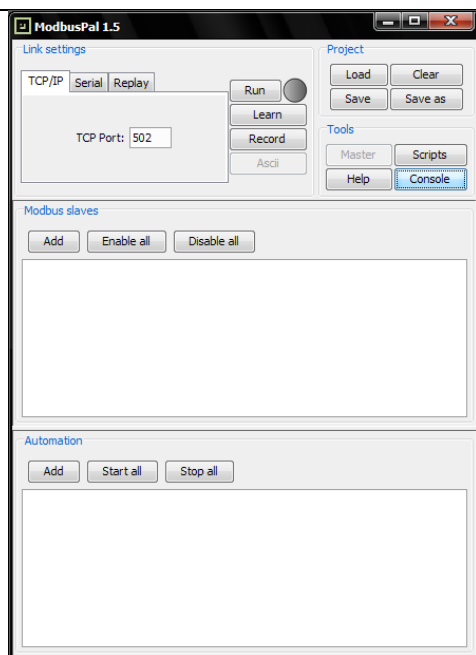 ModbusPal 1.5
Link settings
TCP/IP Serial Replay
TCP Port: 502
Run
Learn
Record
Ascii
Project
Load Clear
Save Save as
Tools
Master Scripts
Help Console
Modbus slaves
Add Enable all Disable all
Automation
Add Start all Stop all